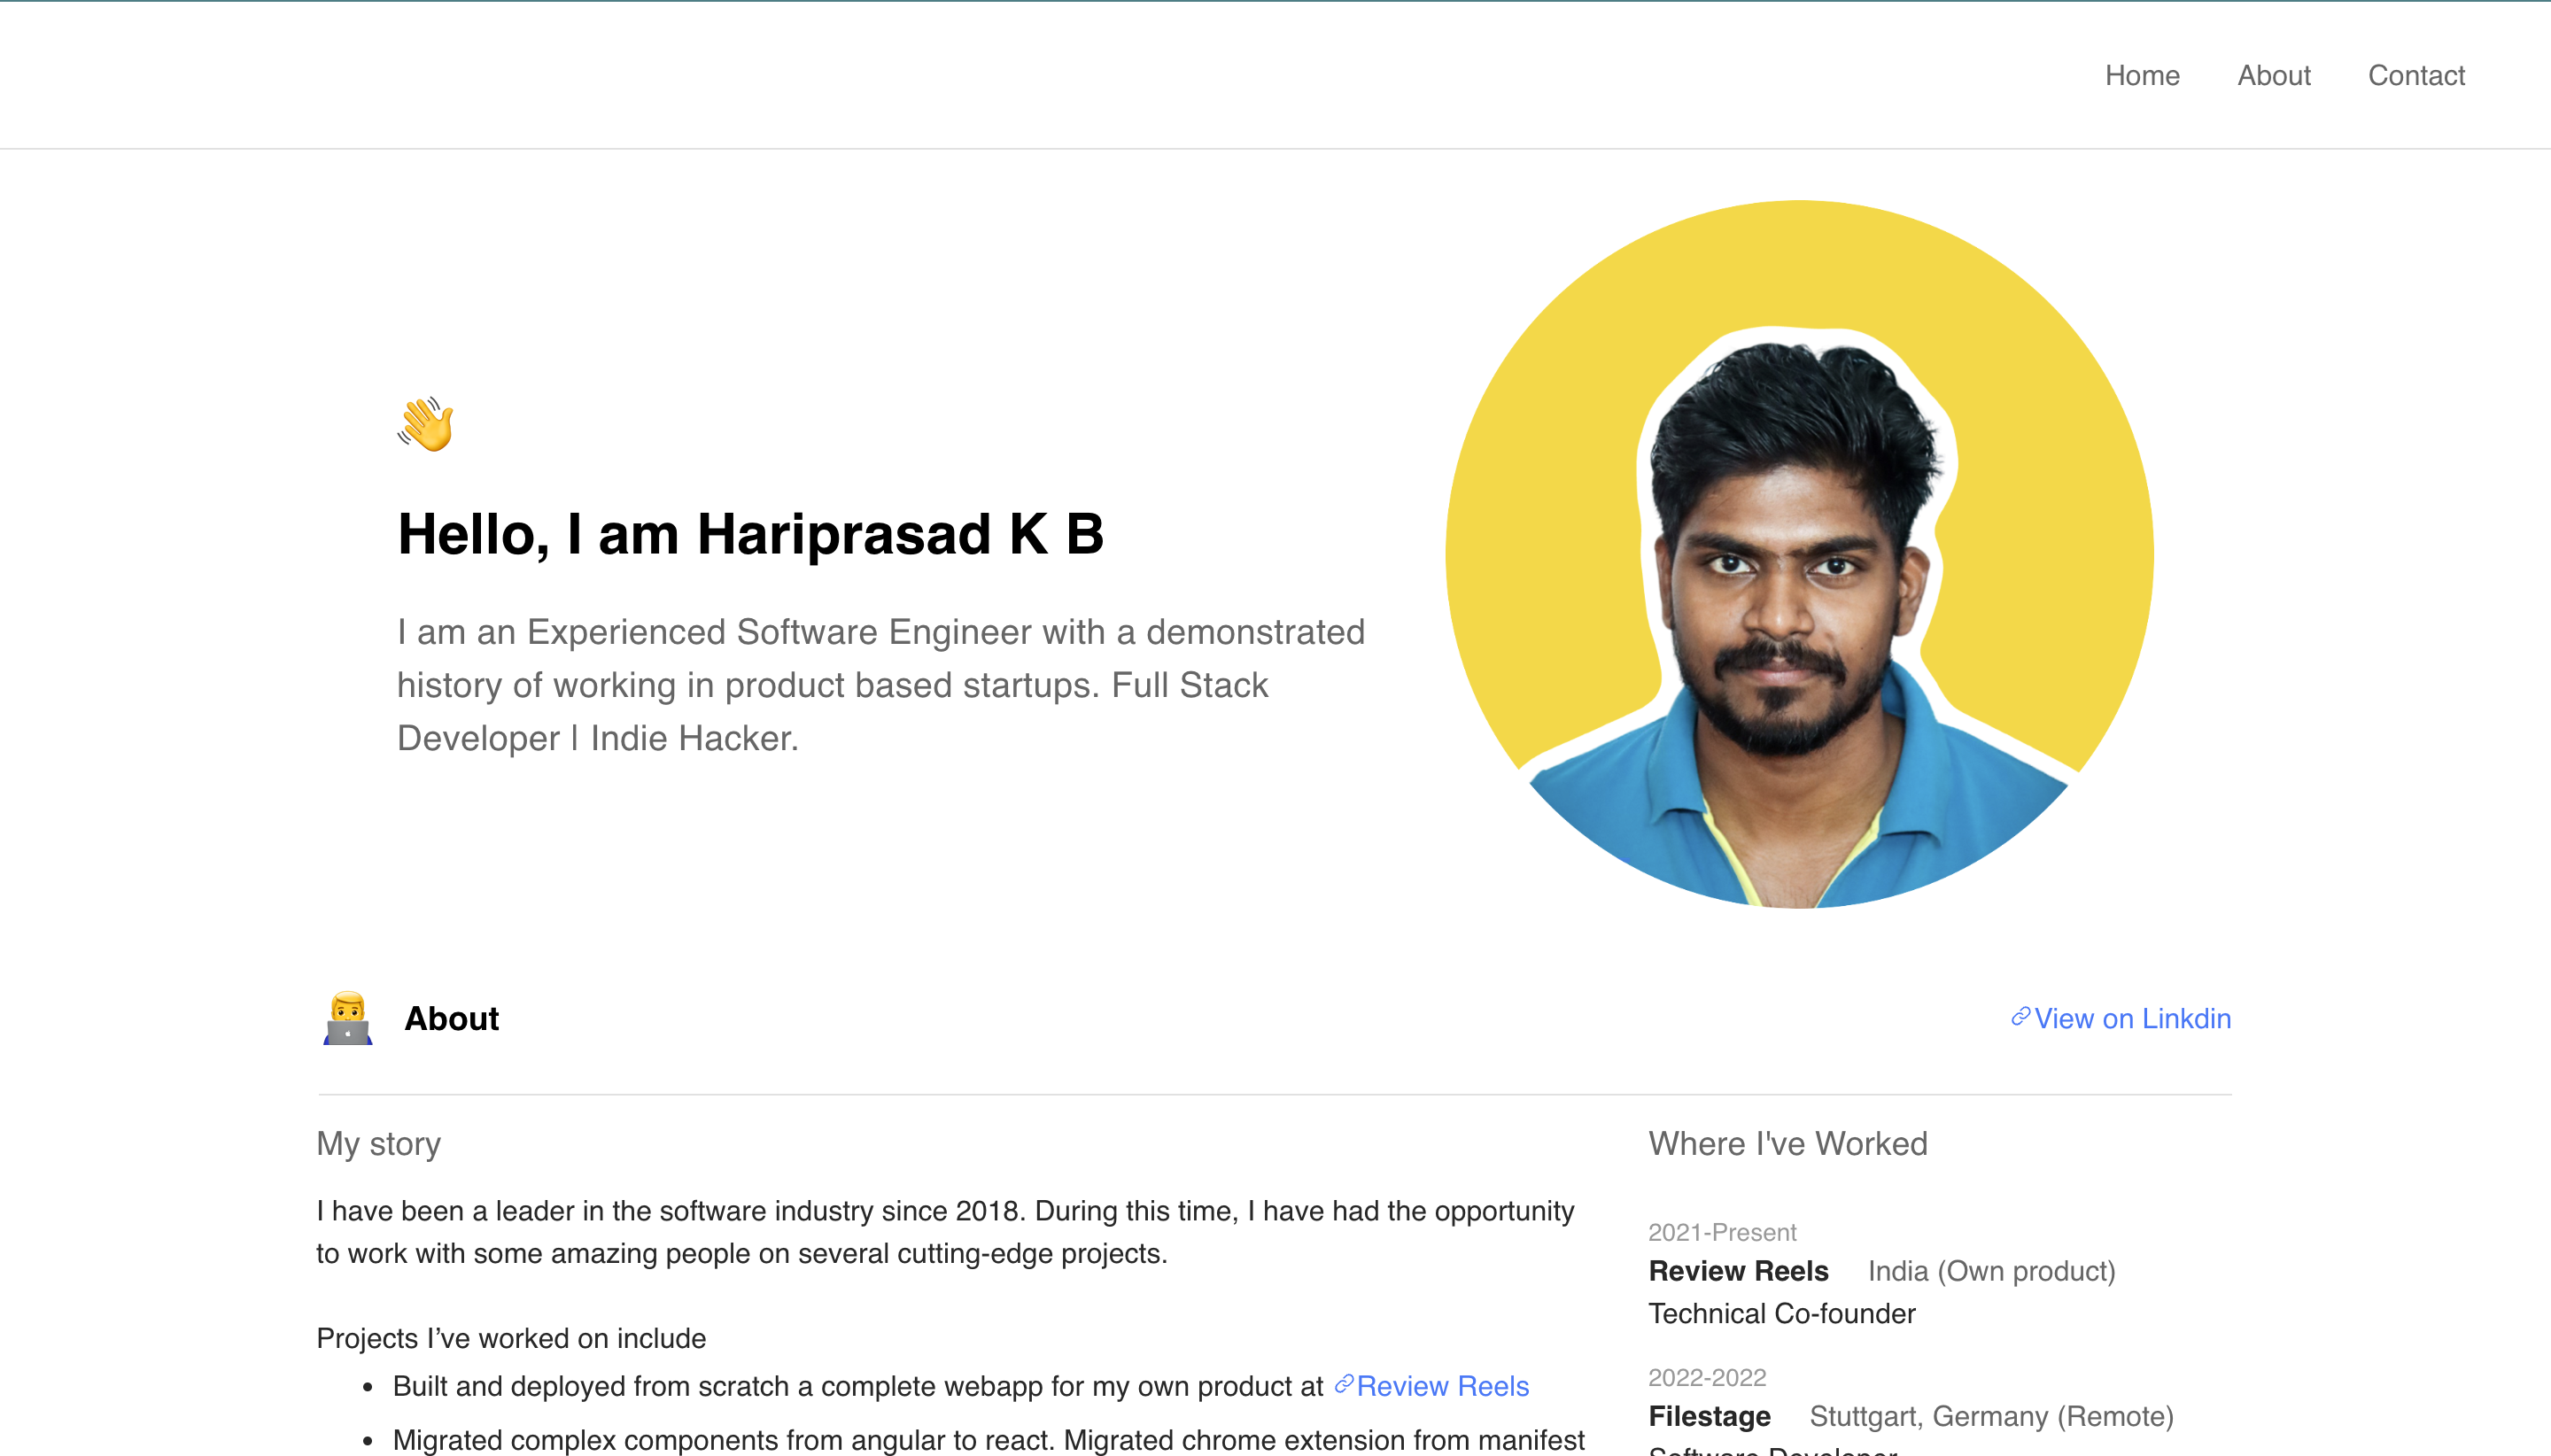 Home About Contact
👋
Hello, I am Hariprasad K B
I am an Experienced Software Engineer with a demonstrated
history of working in product based startups. Full Stack
Developer | Indie Hacker.
About
View on Linkdin
My story
I have been a leader in the software industry since 2018. During this time, I have had the opportunity
to work with some amazing people on several cutting-edge projects.
Projects I’ve worked on include
• Built and deployed from scratch a complete webapp for my own product at Review Reels
• Migrated complex components from angular to react. Migrated chrome extension from manifest
Where I've Worked
2021-Present
Review Reels India (Own product)
Technical Co-founder
2022-2022
Filestage Stuttgart, Germany (Remote)
Software Developer